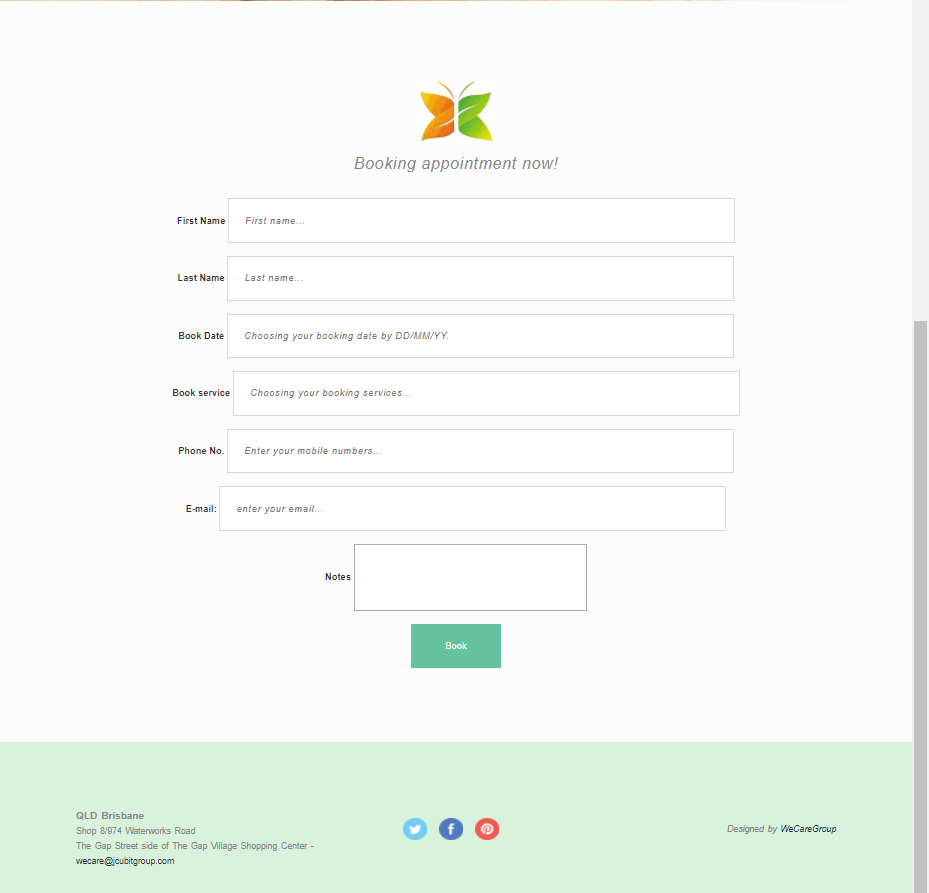 Booking appointment now!
First Name First name...
Last Name Last name...
Book Date Choosing your booking date by DD/MM/YY.
Book service Choosing your booking services...
Phone No. Enter your mobile numbers...
E-mail: enter your email...
Notes
Book
QLD Brisbane
Shop 8/974 Waterworks Road
The Gap Street side of The Gap Village Shopping Center -
wecare@jcubitgroup.com
Designed by WeCareGroup